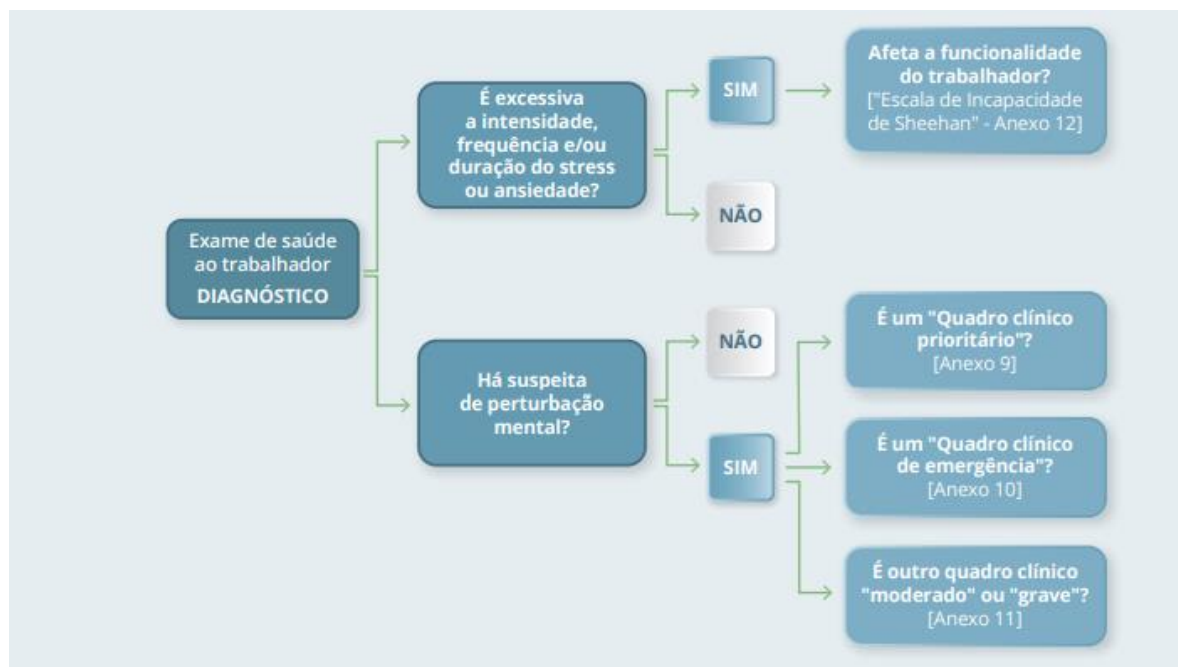 Exame de saúde
ao trabalhador
DIAGNÓSTICO
É excessiva
a intensidade,
frequência e/ou
duração do stress
ou ansiedade?
SIM
Afeta a funcionalidade
do trabalhador?
["Escala de Incapacidade
de Sheehan" - Anexo 12]
NÃO
Há suspeita
de perturbação
mental?
NÃO
SIM
É um "Quadro clínico
prioritário"?
[Anexo 9]
É um "Quadro clínico
de emergência"?
[Anexo 10]
É outro quadro clínico
"moderado" ou "grave"?
[Anexo 11]